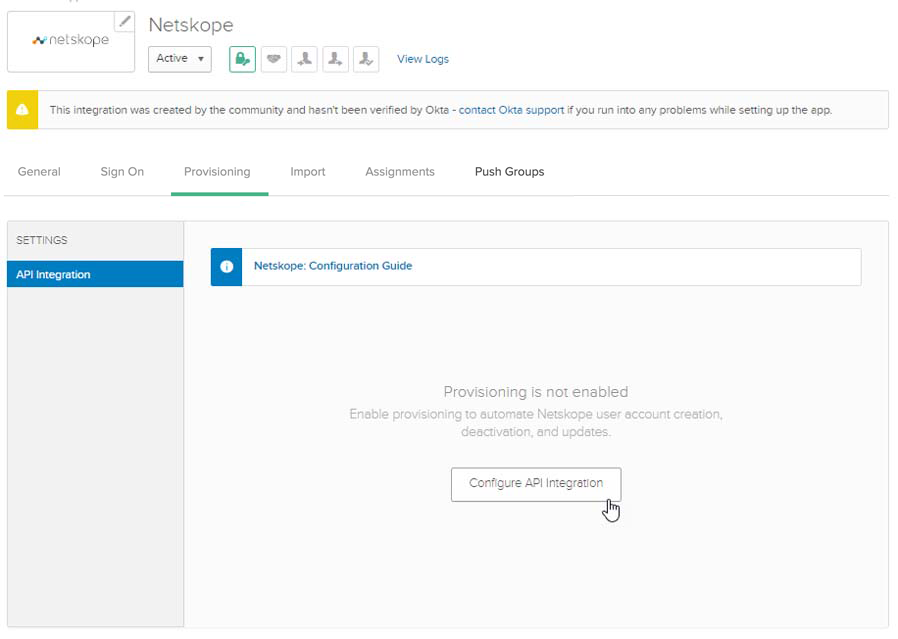 netskope
Netskope
Active
View Logs
This integration was created by the community and hasn't been verified by Okta - contact Okta support if you run into any problems while setting up the app.
General Sign On Provisioning Import Assignments Push Groups
SETTINGS
API Integration
Netskope: Configuration Guide
Provisioning is not enabled
Enable provisioning to automate Netskope user account creation,
deactivation, and updates.
Configure API Integration